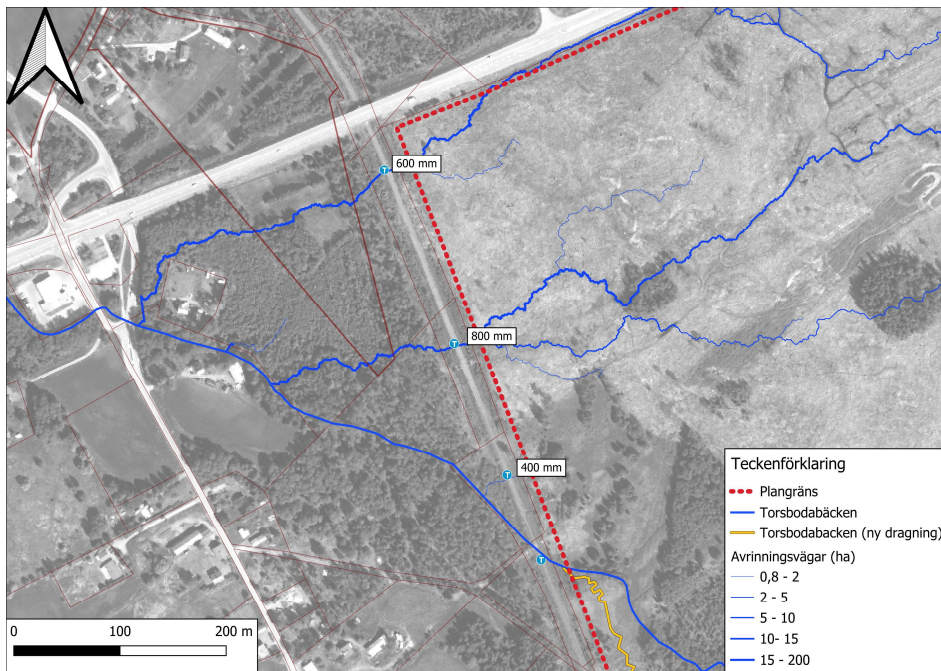 600 mm
800 mm
400 mm
T
T
T
T
Teckenförklaring
Plangräns
Torsbodabäcken
Torsbodabacken (ny dragning)
Avrinningsvägar (ha)
0,8 - 2
2 - 5
5 - 10
10- 15
15 - 200
0 100 200 m